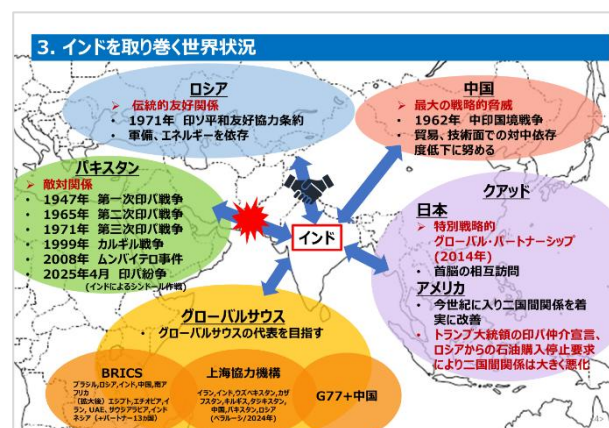 3. インドを取り巻く世界状況
ロシア
➢ 伝統的友好関係
• 1971年 印ソ平和友好協力条約
• 軍備、エネルギーを依存
中国
➢ 最大の戦略的脅威
• 1962年 中印国境戦争
• 貿易、技術面での対中依存
度低下に努める
パキスタン
➢ 敵対関係
• 1947年 第一次印パ戦争
• 1965年 第二次印パ戦争
• 1971年 第三次印パ戦争
• 1999年 カルギル戦争
• 2008年 ムンバイテロ事件
• 2025年4月 印パ紛争
(インドによるシンドール作戦)
インド
クアッド
日本
➢ 特別戦略的
グローバル・パートナーシップ
(2014年)
• 首脳の相互訪問
アメリカ
• 今世紀に入り二国間関係を着
実に改善
• トランプ大統領の印パ仲介宣言、
ロシアからの石油購入停止要求
により二国間関係は大きく悪化
グローバルサウス
• グローバルサウスの代表を目指す
BRICS
ブラジル,ロシア,インド,中国,南ア
フリカ
(拡大後) エジプト,エチオピア,イ
ラン, UAE, サウジアラビア,インド
ネシア (+パートナー13か国)
上海協力機構
イラン,インド,ウズベキスタン,カザ
フスタン,キルギス,タジキスタン,
中国,パキスタン,ロシア
(ベラルーシ/2024年)
G77+中国